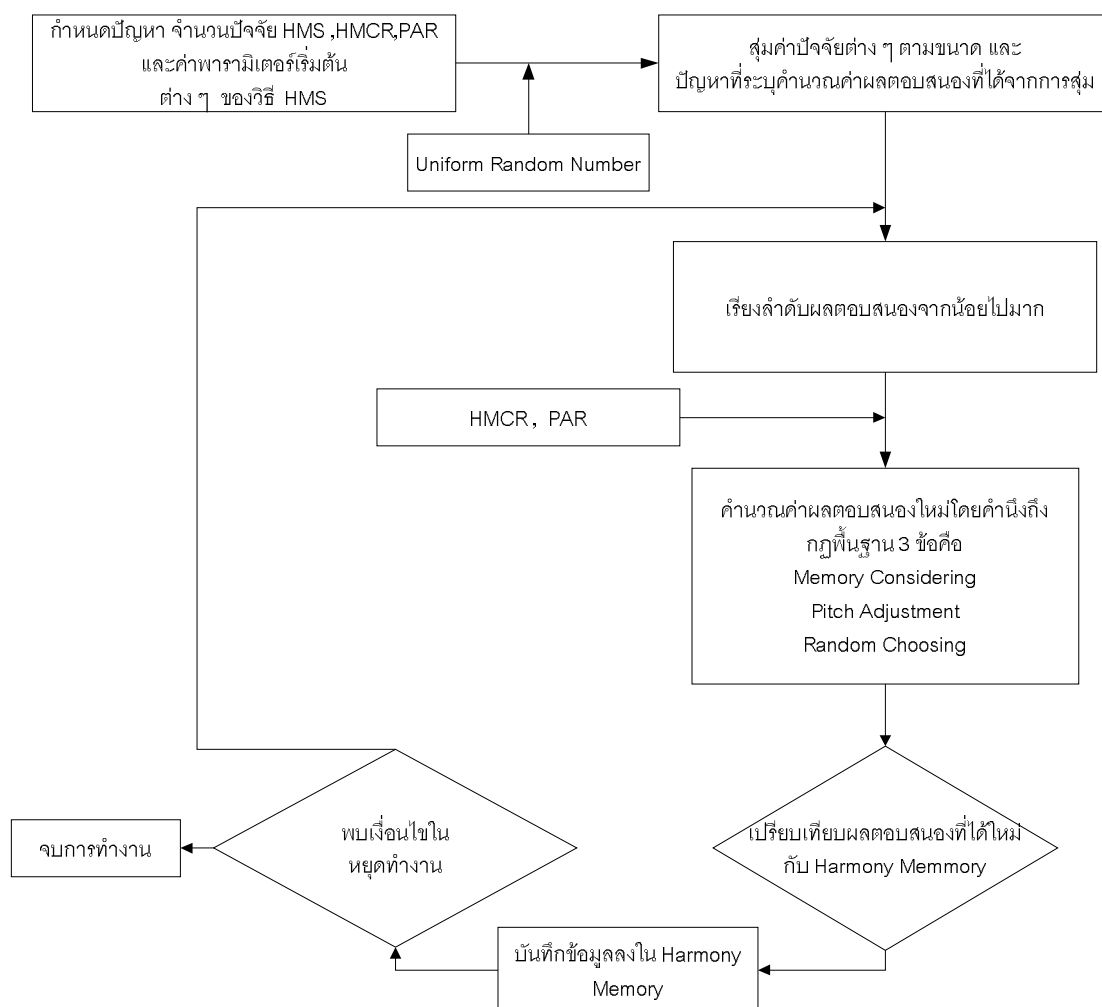 กำหนดปัญหา จำนวนปัจจัย HMS ,HMCR,PAR
และค่าพารามิเตอร์เริ่มต้น
ต่าง ๆ ของวิธี HMS
สุ่มค่าปัจจัยต่าง ๆ ตามขนาด และ
ปัญหาที่ระบุคำนวณค่าผลตอบสนองที่ได้จากการสุ่ม
Uniform Random Number
เรียงลำดับผลตอบสนองจากน้อยไปมาก
HMCR , PAR
คำนวณค่าผลตอบสนองใหม่โดยคำนึงถึง
กฏพื้นฐาน 3 ข้อคือ
Memory Considering
Pitch Adjustment
Random Choosing
เปรียบเทียบผลตอบสนองที่ได้ใหม่
กับ Harmony Memmory
พบเงื่อนไขใน
หยุดทำงาน
จบการทำงาน
บันทึกข้อมูลลงใน Harmony
Memory